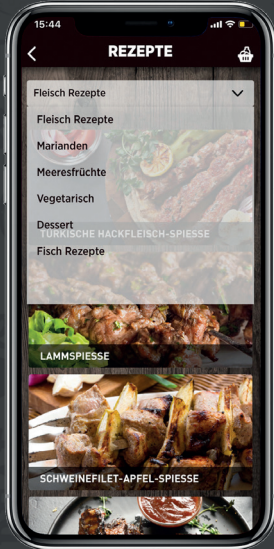 15:44
REZEPTE
Fleisch Rezepte
Fleisch Rezepte
Marianden
Meeresfrüchte
Vegetarisch
Dessert
TÜRKISCHE HACKFLEISCH-SPIESSE
Fisch Rezepte
LAMMSPIESSE
SCHWEINEFILET-APFEL-SPIESSE